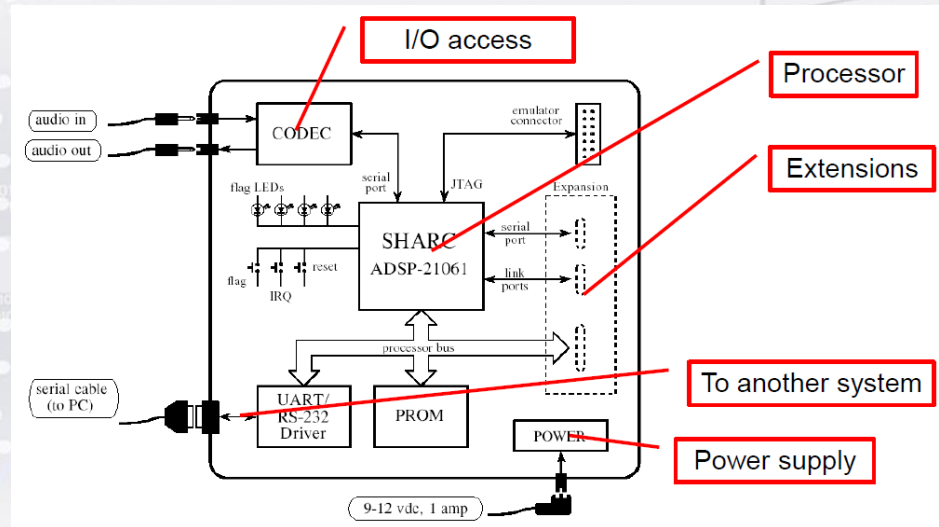 I/O access
Processor
Extensions
To another system
Power supply
audio in
audio out
CODEC
emulator
connector
serial
port
JTAG
Expansion
flag LEDs
SHARC
ADSP-21061
serial
port
link
ports
flag
IRQ
reset
processor bus
serial cable
(to PC)
UART/
RS-232
Driver
PROM
POWER
9-12 vdc, 1 amp